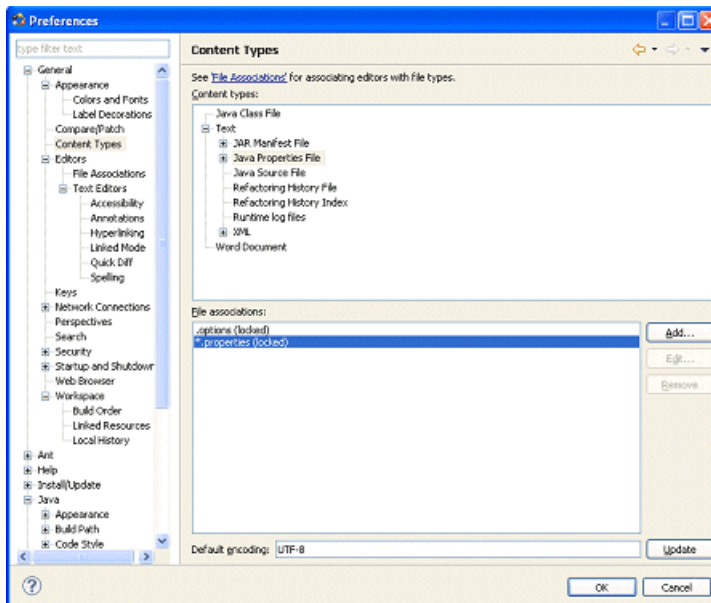 Preferences
type filter text
General
Appearance
Colors and Fonts
Label Decorations
Compare/Patch
Content Types
Editors
File Associations
Text Editors
Accessibility
Annotations
Hyperlinking
Linked Mode
Quick Diff
Spelling
Keys
Network Connections
Perspectives
Search
Security
Startup and Shutdown
Web Browser
Workspace
Build Order
Linked Resources
Local History
Ant
Help
Install/Update
Java
Appearance
Build Path
Code Style
Content Types
See 'File Associations' for associating editors with file types.
Content types:
Java Class File
Text
JAR Manifest File
Java Properties File
Java Source File
Refactoring History File
Refactoring History Index
Runtime log files
XML
Word Document
File associations:
.options (locked)
*.properties (locked)
Add...
Edit...
Remove
Default encoding: UTF-8
Update
?
OK
Cancel